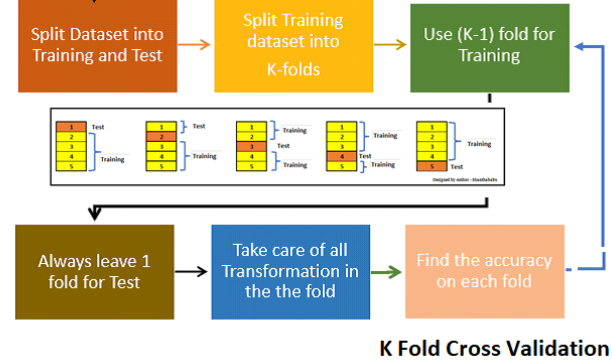 Split Dataset into
Training and Test
Split Training
dataset into
K-folds
Use (K-1) fold for
Training
1 Test
2
3
4 Training
5
1 Test
2
3
4 Training
5
1
2 Training
3 Test
4
5 Training
1
2 Training
3
4 Test
5 Training
1
2 Training
3
4
5 Test
Designed by author - Shanthababu
Always leave 1
fold for Test
Take care of all
Transformation in
the the fold
Find the accuracy
on each fold
K Fold Cross Validation